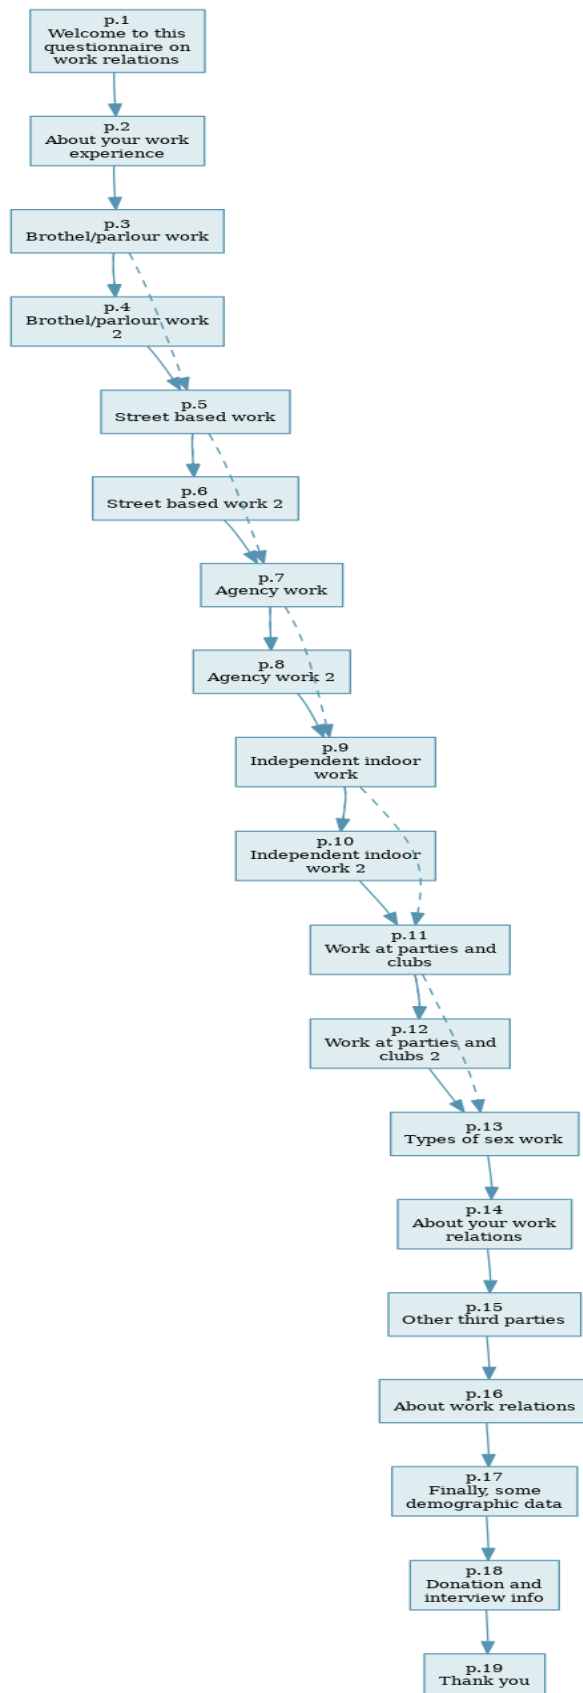 p.1
Welcome to this
questionnaire on
work relations
p.2
About your work
experience
p.3
Brothel/parlour work
p.4
Brothel/parlour work
2
p.5
Street based work
p.6
Street based work 2
p.7
Agency work
p.8
Agency work 2
p.9
Independent indoor
work
p.10
Independent indoor
work 2
p.11
Work at parties and
clubs
p.12
Work at parties and
clubs 2
p.13
Types of sex work
p.14
About your work
relations
p.15
Other third parties
p.16
About work relations
p.17
Finally, some
demographic data
p.18
Donation and
interview info
p.19
Thank you